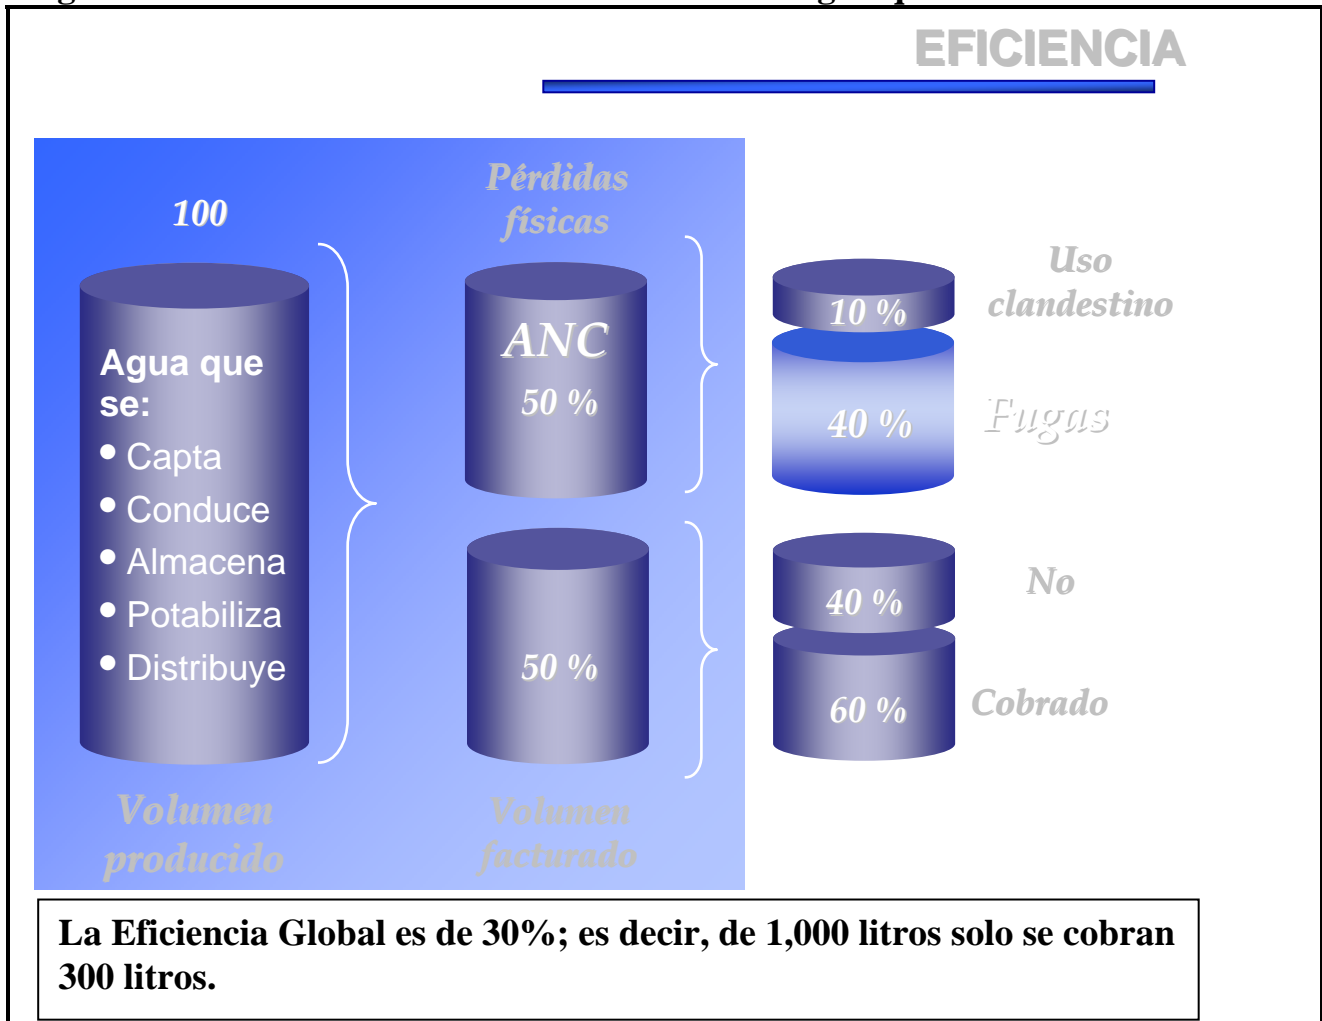 EFICIENCIA
100
Agua que
se:
• Capta
• Conduce
• Almacena
• Potabiliza
• Distribuye
Volumen
producido
Pérdidas
físicas
ANC
50 %
50 %
Volumen
facturado
10 %
Uso
clandestino
40 %
Fugas
40 %
No
60 %
Cobrado
La Eficiencia Global es de 30%; es decir, de 1,000 litros solo se cobran
300 litros.